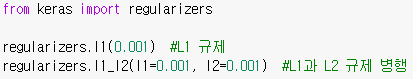 from keras import regularizers

regularizers.l1(0.001)  #L1 규제
regularizers.l1_l2(l1=0.001, l2=0.001)  #L1과 L2 규제 병행